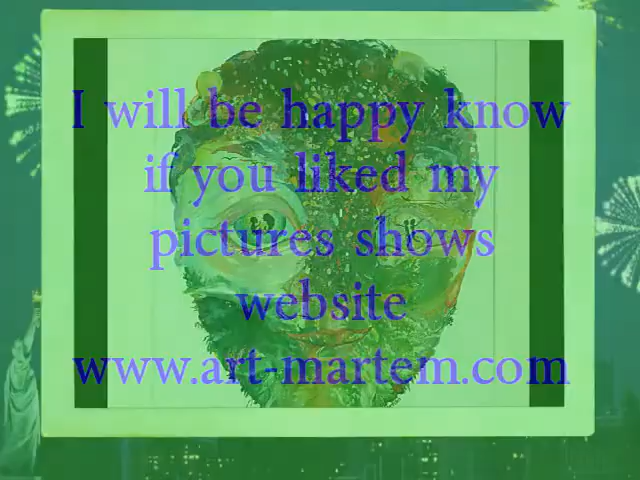 I will be happy know
if you liked my
pictures shows
website
www.art-martem.com